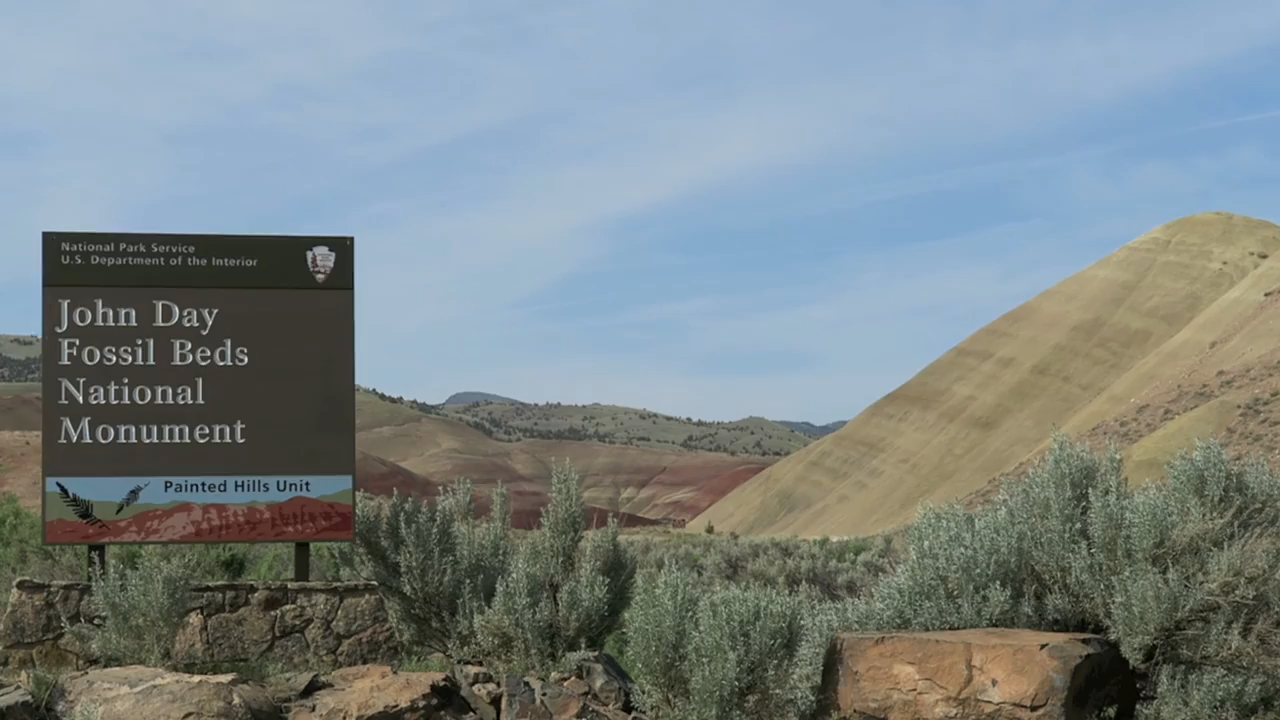 National Park Service
U.S. Department of the Interior
John Day
Fossil Beds
National
Monument
Painted Hills Unit